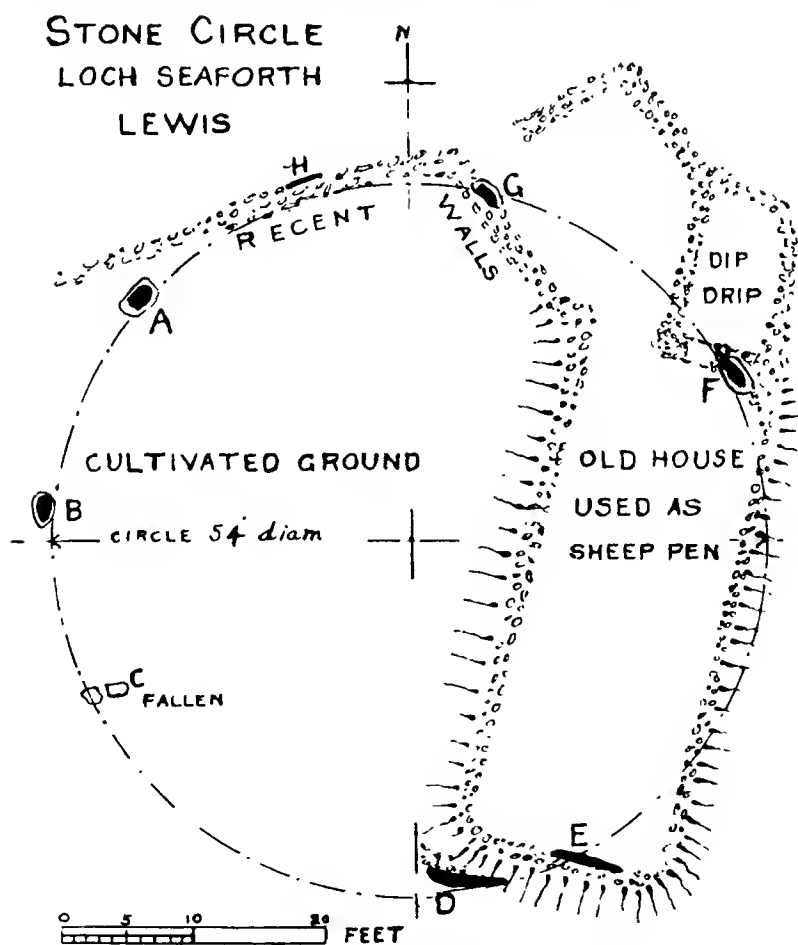 STONE CIRCLE
LOCH SEAFORTH
LEWIS
N
H
G
RECENT
WALLS
DIP
DRIP
A
F
CULTIVATED GROUND
OLD HOUSE
B
USED AS
CIRCLE 54' diam
SHEEP PEN
C
FALLEN
E
D
0 5 10 20
FEET